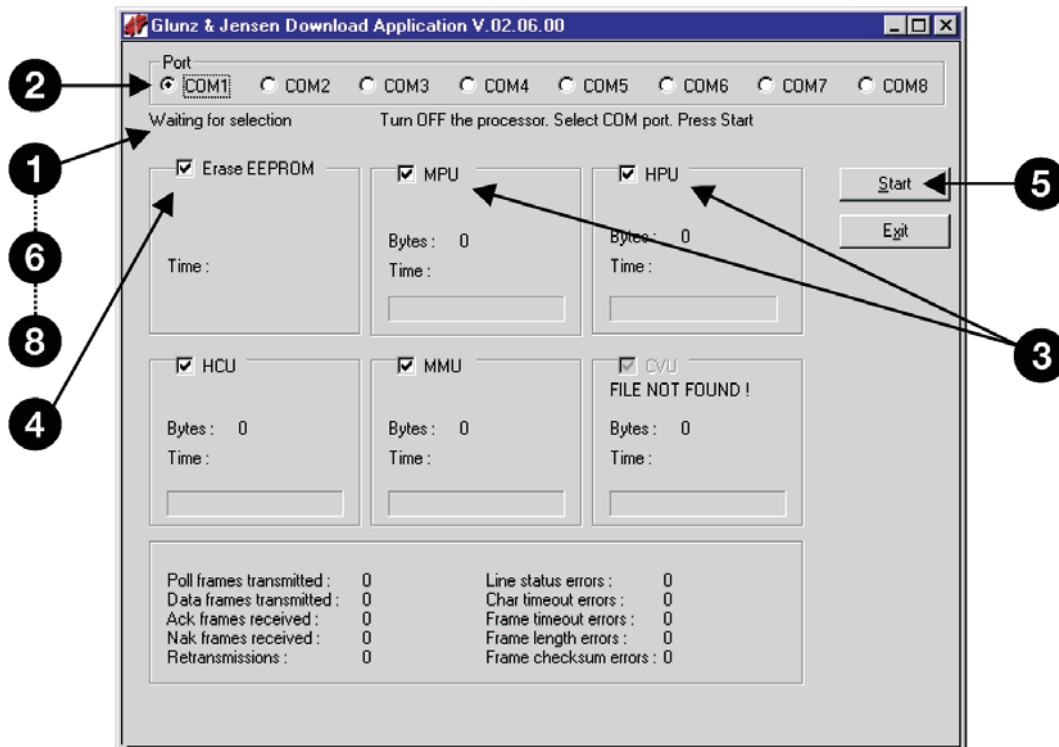 Glunz & Jensen Download Application V.02.06.00
Port
2
COM1 COM2 COM3 COM4 COM5 COM6 COM7 COM8
Waiting for selection Turn OFF the processor. Select COM port. Press Start
1
Erase EEPROM
Time :
MPU
Bytes : 0
Time :
HPU
Bytes : 0
Time :
Start
5
Exit
6
8
3
4
HCU
Bytes : 0
Time :
MMU
Bytes : 0
Time :
CVU
FILE NOT FOUND !
Bytes : 0
Time :
Poll frames transmitted : 0
Data frames transmitted : 0
Ack frames received : 0
Nak frames received : 0
Retransmissions : 0
Line status errors : 0
Char timeout errors : 0
Frame timeout errors : 0
Frame length errors : 0
Frame checksum errors : 0